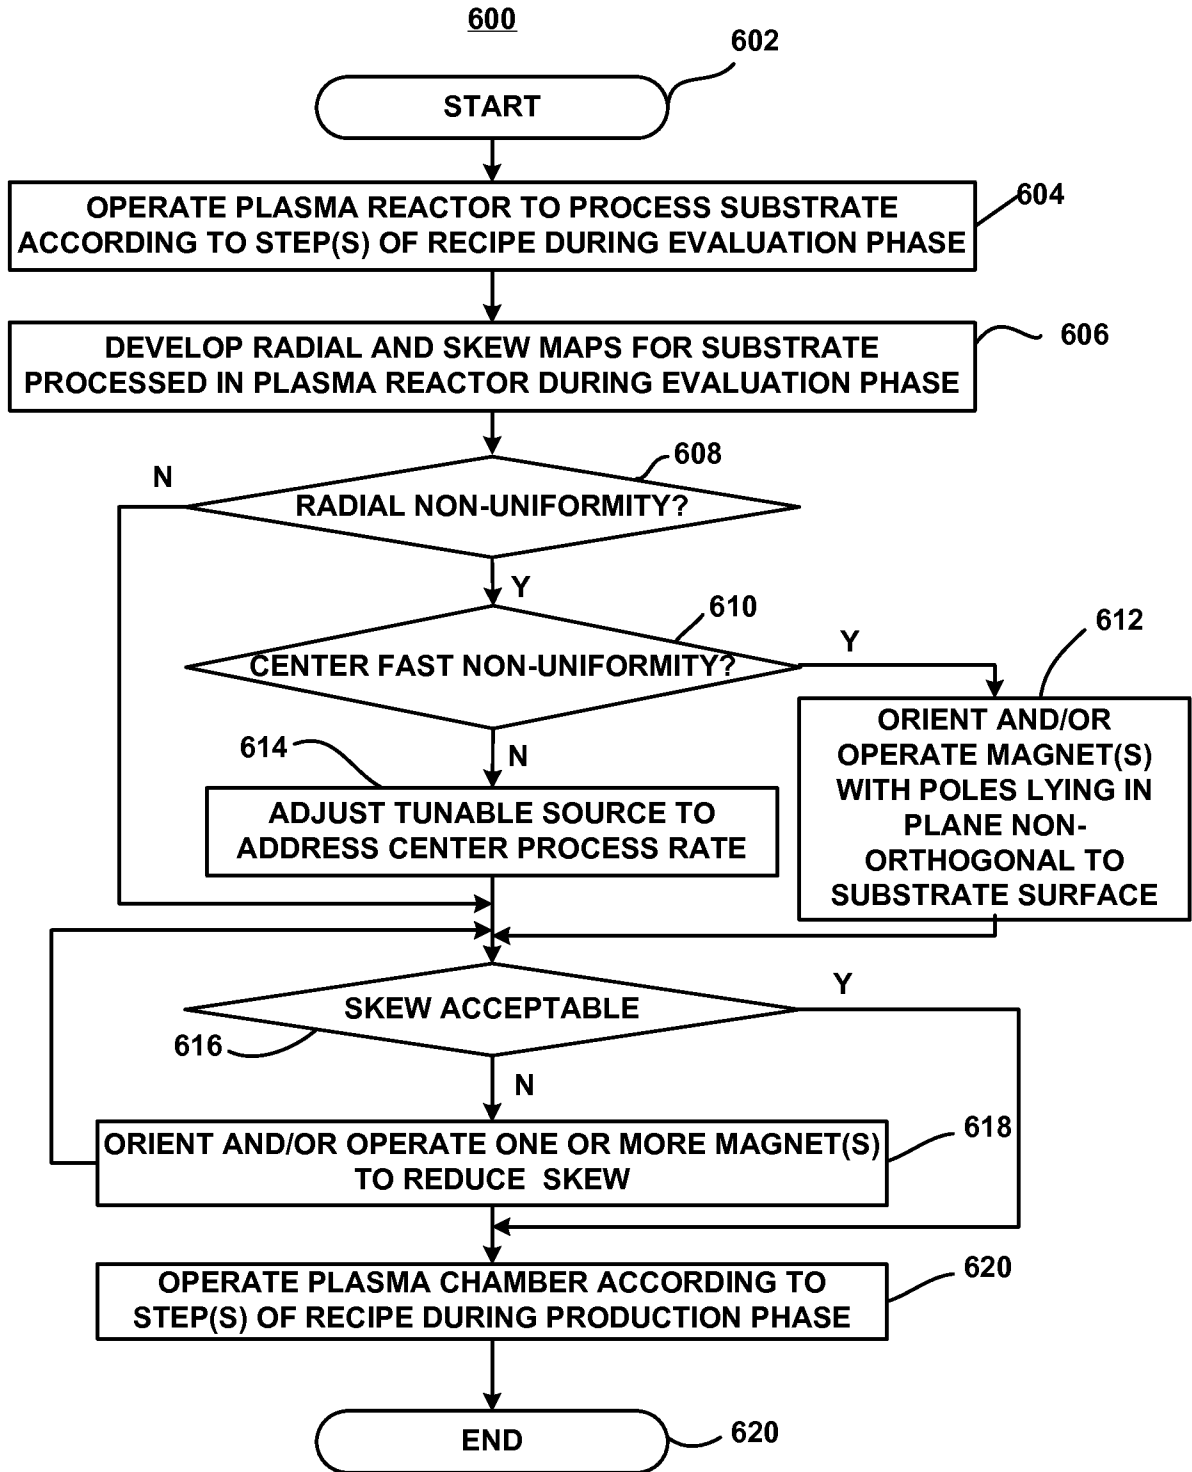 600
602
START
604
OPERATE PLASMA REACTOR TO PROCESS SUBSTRATE
ACCORDING TO STEP(S) OF RECIPE DURING EVALUATION PHASE
606
DEVELOP RADIAL AND SKEW MAPS FOR SUBSTRATE
PROCESSED IN PLASMA REACTOR DURING EVALUATION PHASE
608
N
RADIAL NON-UNIFORMITY?
Y
610
CENTER FAST NON-UNIFORMITY?
Y
612
ORIENT AND/OR
OPERATE MAGNET(S)
WITH POLES LYING IN
PLANE NON-
ORTHOGONAL TO
SUBSTRATE SURFACE
N
614
ADJUST TUNABLE SOURCE TO
ADDRESS CENTER PROCESS RATE
SKEW ACCEPTABLE
Y
616
N
618
ORIENT AND/OR OPERATE ONE OR MORE MAGNET(S)
TO REDUCE SKEW
620
OPERATE PLASMA CHAMBER ACCORDING TO
STEP(S) OF RECIPE DURING PRODUCTION PHASE
END
620